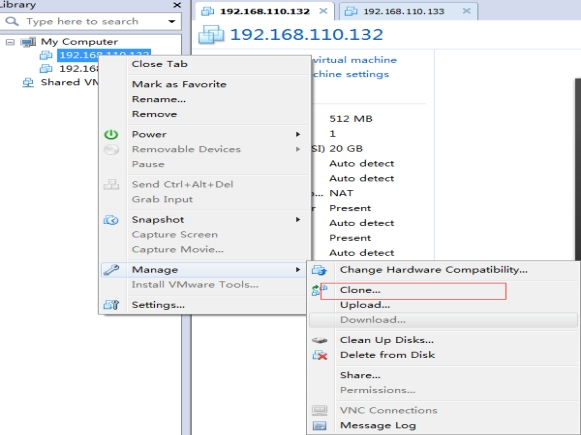 Library
Type here to search
My Computer
192.168.110.132
192.168
Shared VM
192.168.110.132
192.168.110.133
192.168.110.132
virtual machine
machine settings
512 MB
1
SI) 20 GB
Auto detect
Auto detect
... NAT
r Present
Auto detect
Present
Auto detect
Close Tab
Mark as Favorite
Rename...
Remove
Power
Removable Devices
Pause
Send Ctrl+Alt+Del
Grab Input
Snapshot
Capture Screen
Capture Movie...
Manage
Install VMware Tools...
Settings...
Change Hardware Compatibility...
Clone...
Upload...
Download...
Clean Up Disks...
Delete from Disk
Share...
Permissions...
VNC Connections
Message Log